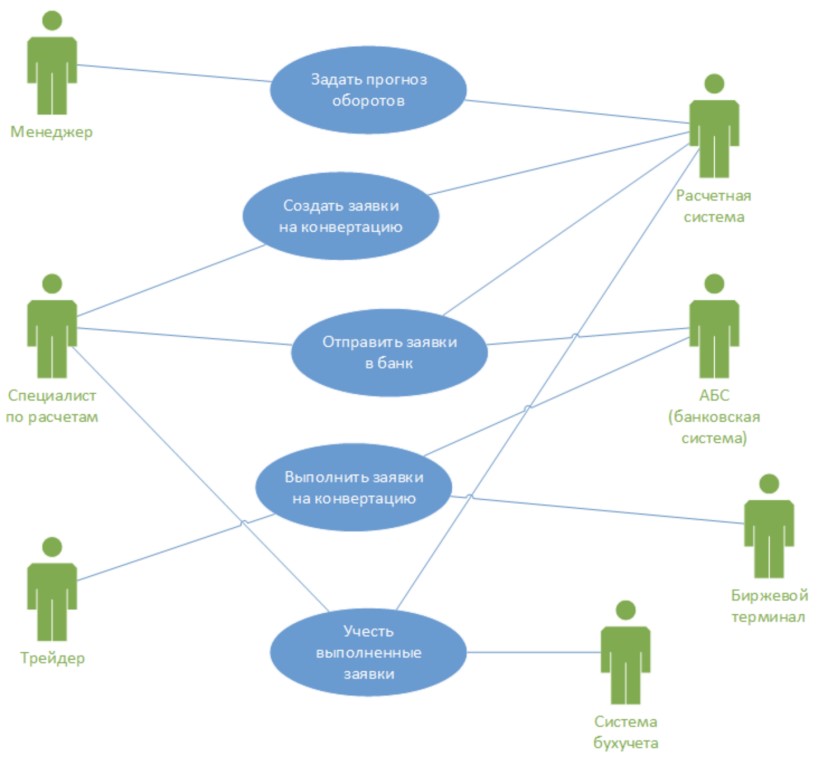 Менеджер
Задать прогноз
оборотов
Расчетная
система
Создать заявки
на конвертацию
Специалист
по расчетам
Отправить заявки
в банк
АБС
(банковская
система)
Выполнить заявки
на конвертацию
Биржевой
терминал
Трейдер
Учесть
выполненные
заявки
Система
бухучета